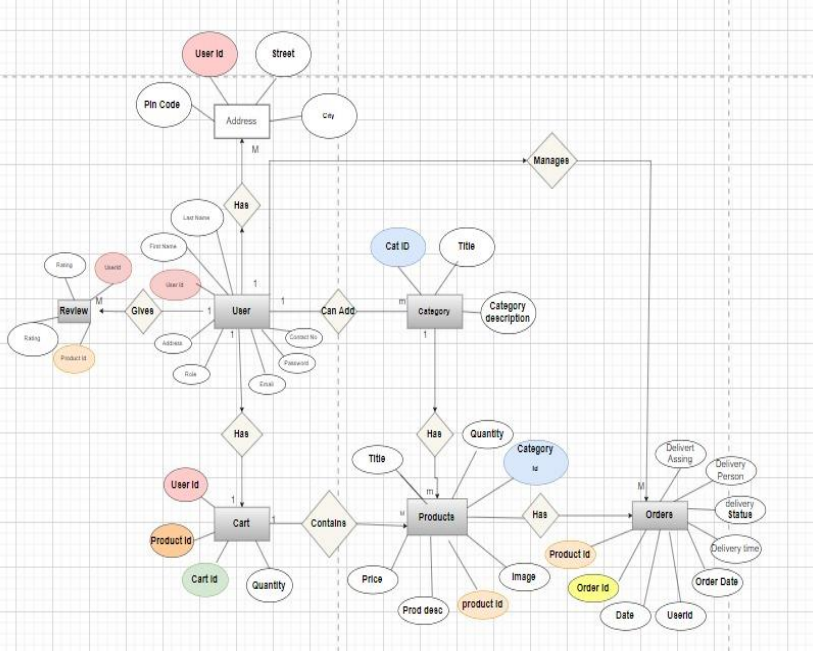 User Id
Street
Pin Code
Address
City
M
Manages
Has
Last Name
First Name
Cat ID
Title
Rating
UserId
User Id
1
M
1
m
Review
Gives
1
User
Can Add
Category
Category
description
Rating
Product Id
Address
1
Contact No
1
Password
Role
Email
Has
Has
Quantity
Title
Category
Id
Delivert
Assing
Delivery
Person
User Id
M
1
m
delivery
Status
Product Id
Cart
1
Contains
M
Products
Has
Orders
Delivery time
Product Id
Cart Id
Quantity
Price
Image
Order Id
Order Date
Prod desc
product Id
Date
UserId